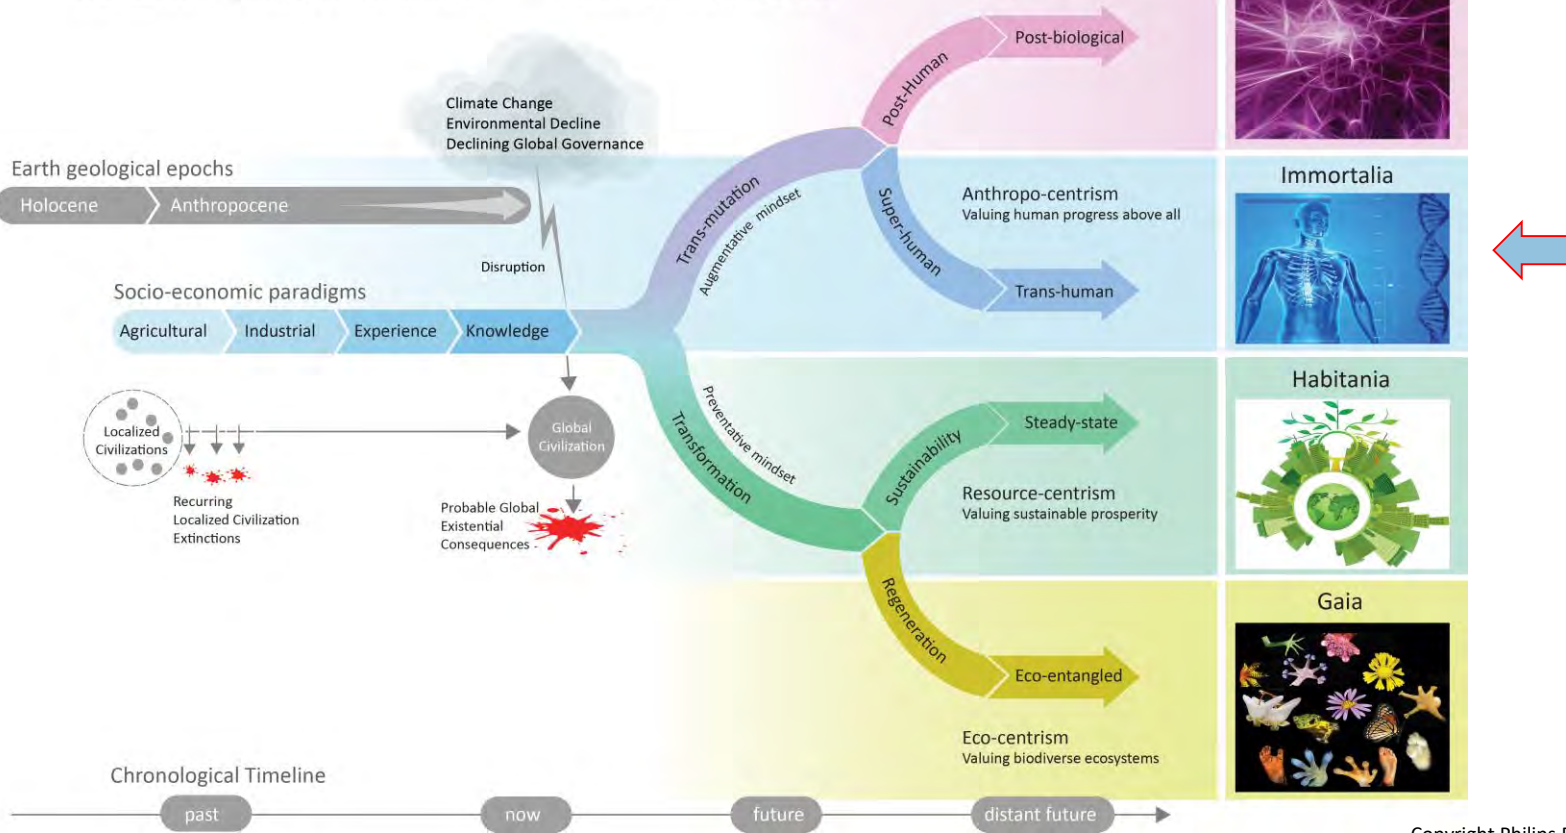 Post-biological
Post-Human
Climate Change
Environmental Decline
Declining Global Governance
Earth geological epochs
Holocene
Anthropocene
Immortalia
Trans-mutation
Augmentative mindset
Super-human
Anthropo-centrism
Valuing human progress above all
Disruption
Trans-human
Socio-economic paradigms
Agricultural
Industrial
Experience
Knowledge
Habitania
Localized
Civilizations
Global
Civilization
Preventative mindset
Transformation
Sustainability
Steady-state
Resource-centrism
Valuing sustainable prosperity
Recurring
Localized Civilization
Extinctions
Probable Global
Existential
Consequences
Gaia
Regeneration
Eco-entangled
Eco-centrism
Valuing biodiverse ecosystems
Chronological Timeline
past
now
future
distant future
Copyright Philips